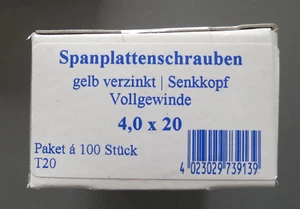 Spanplattenschrauben
gelb verzinkt | Senkkopf
Vollgewinde
4,0 x 20
Paket á 100 Stück
T20
4 023029 739139